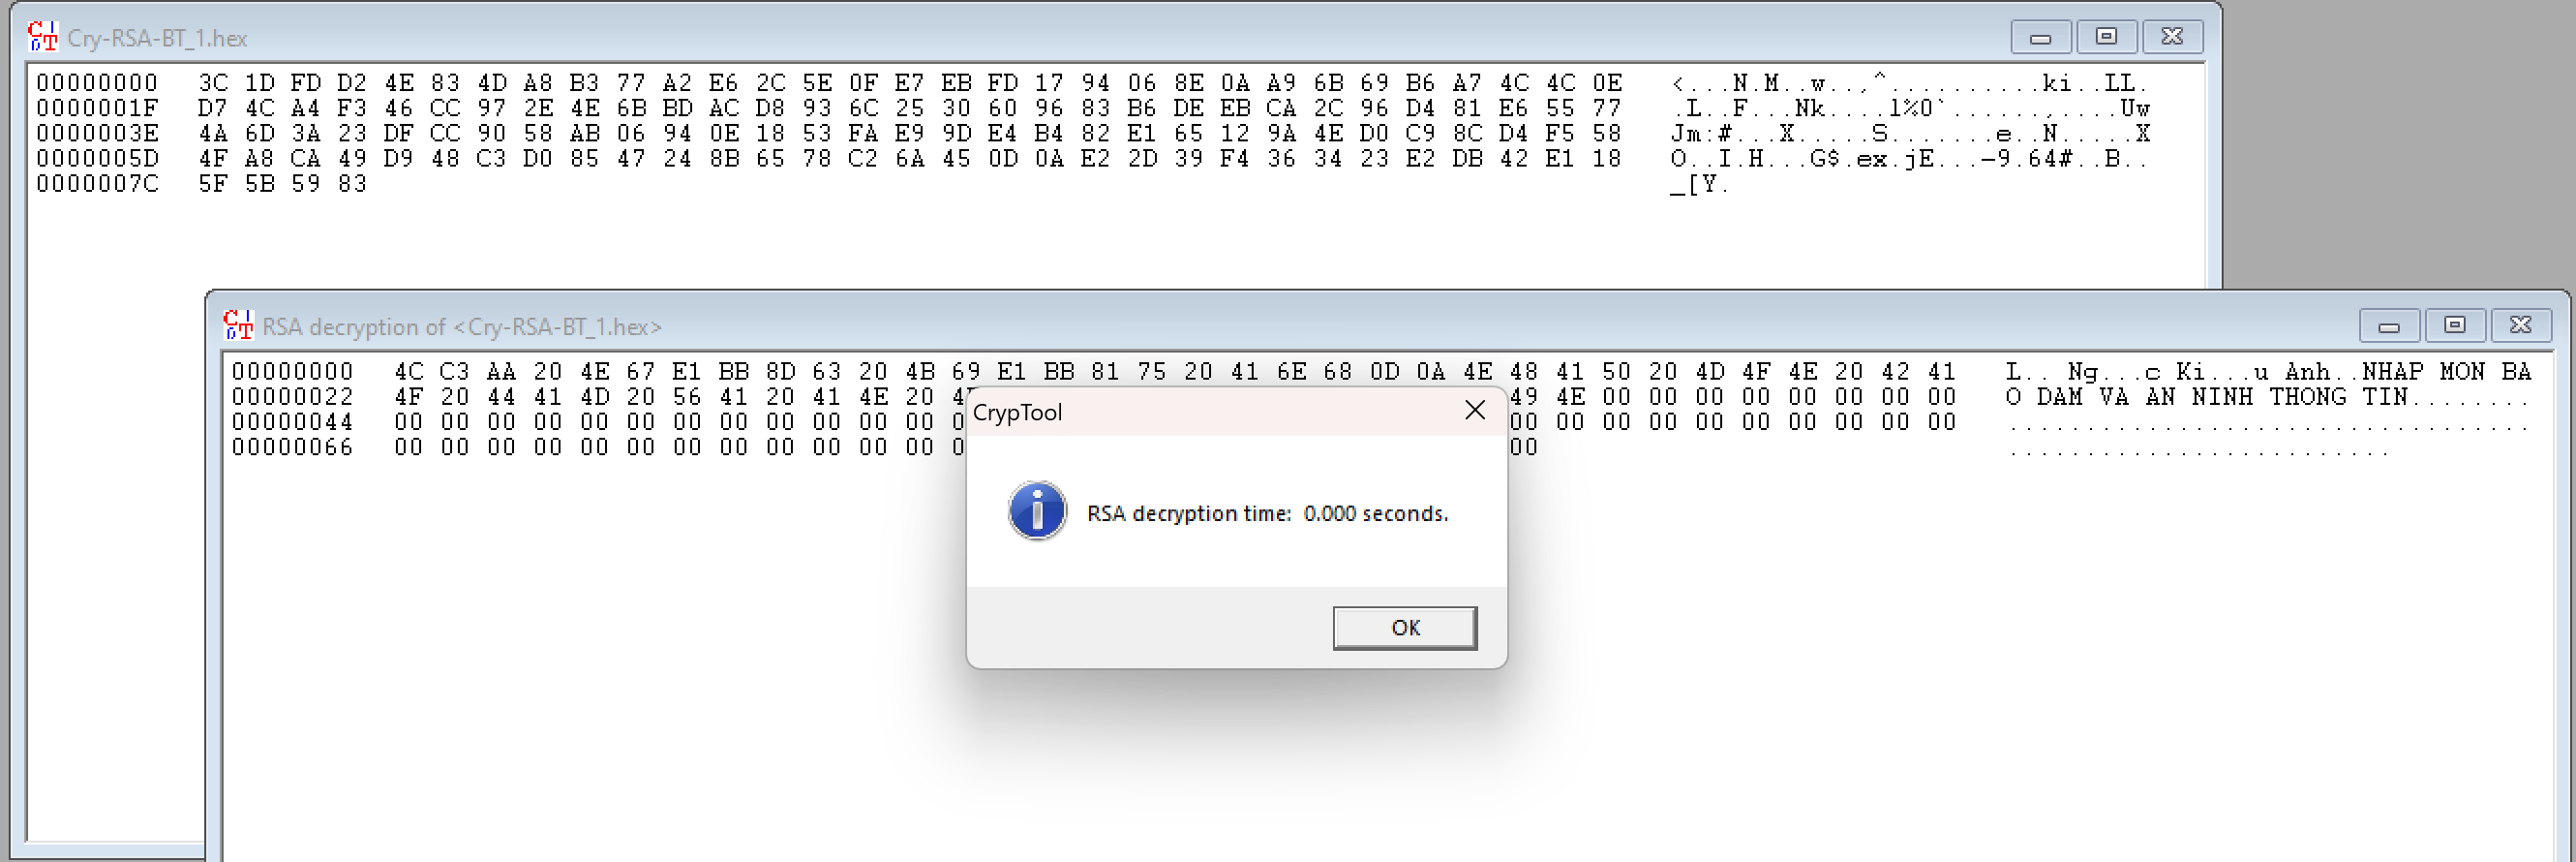 Cry-RSA-BT_1.hex
00000000 3C 1D FD D2 4E 83 4D A8 B3 77 A2 E6 2C 5E 0F E7 EB FD 17 94 06 8E 0A A9 6B 69 B6 A7 4C 4C 0E <...N.M..w..,^..........ki..LL.
0000001F D7 4C A4 F3 46 CC 97 2E 4E 6B BD AC D8 93 6C 25 30 60 96 83 B6 DE EB CA 2C 96 D4 81 E6 55 77 .L..F...Nk....l%0`......,....Uw
0000003E 4A 6D 3A 23 DF CC 90 58 AB 06 94 0E 18 53 FA E9 9D E4 B4 82 E1 65 12 9A 4E D0 C9 8C D4 F5 58 Jm:#...X.....S.......e..N.....X
0000005D 4F A8 CA 49 D9 48 C3 D0 85 47 24 8B 65 78 C2 6A 45 0D 0A E2 2D 39 F4 36 34 23 E2 DB 42 E1 18 O..I.H...G$.ex.jE...-9.64#..B..
0000007C 5F 5B 59 83 _[Y.
RSA decryption of <Cry-RSA-BT_1.hex>
00000000 4C C3 AA 20 4E 67 E1 BB 8D 63 20 4B 69 E1 BB 81 75 20 41 6E 68 0D 0A 4E 48 41 50 20 4D 4F 4E 20 42 41 L.. Ng...c Ki...u Anh..NHAP MON BA
00000022 4F 20 44 41 4D 20 56 41 20 41 4E 20 49 4E 00 00 00 00 00 00 00 00 O DAM VA AN NINH THONG TIN........
00000044 00 00 00 00 00 00 00 00 00 00 00 00 00 00 00 00 00 00 00 00 00 00 ..................................
00000066 00 00 00 00 00 00 00 00 00 00 00 00 00 .........................
CrypTool
RSA decryption time: 0.000 seconds.
OK